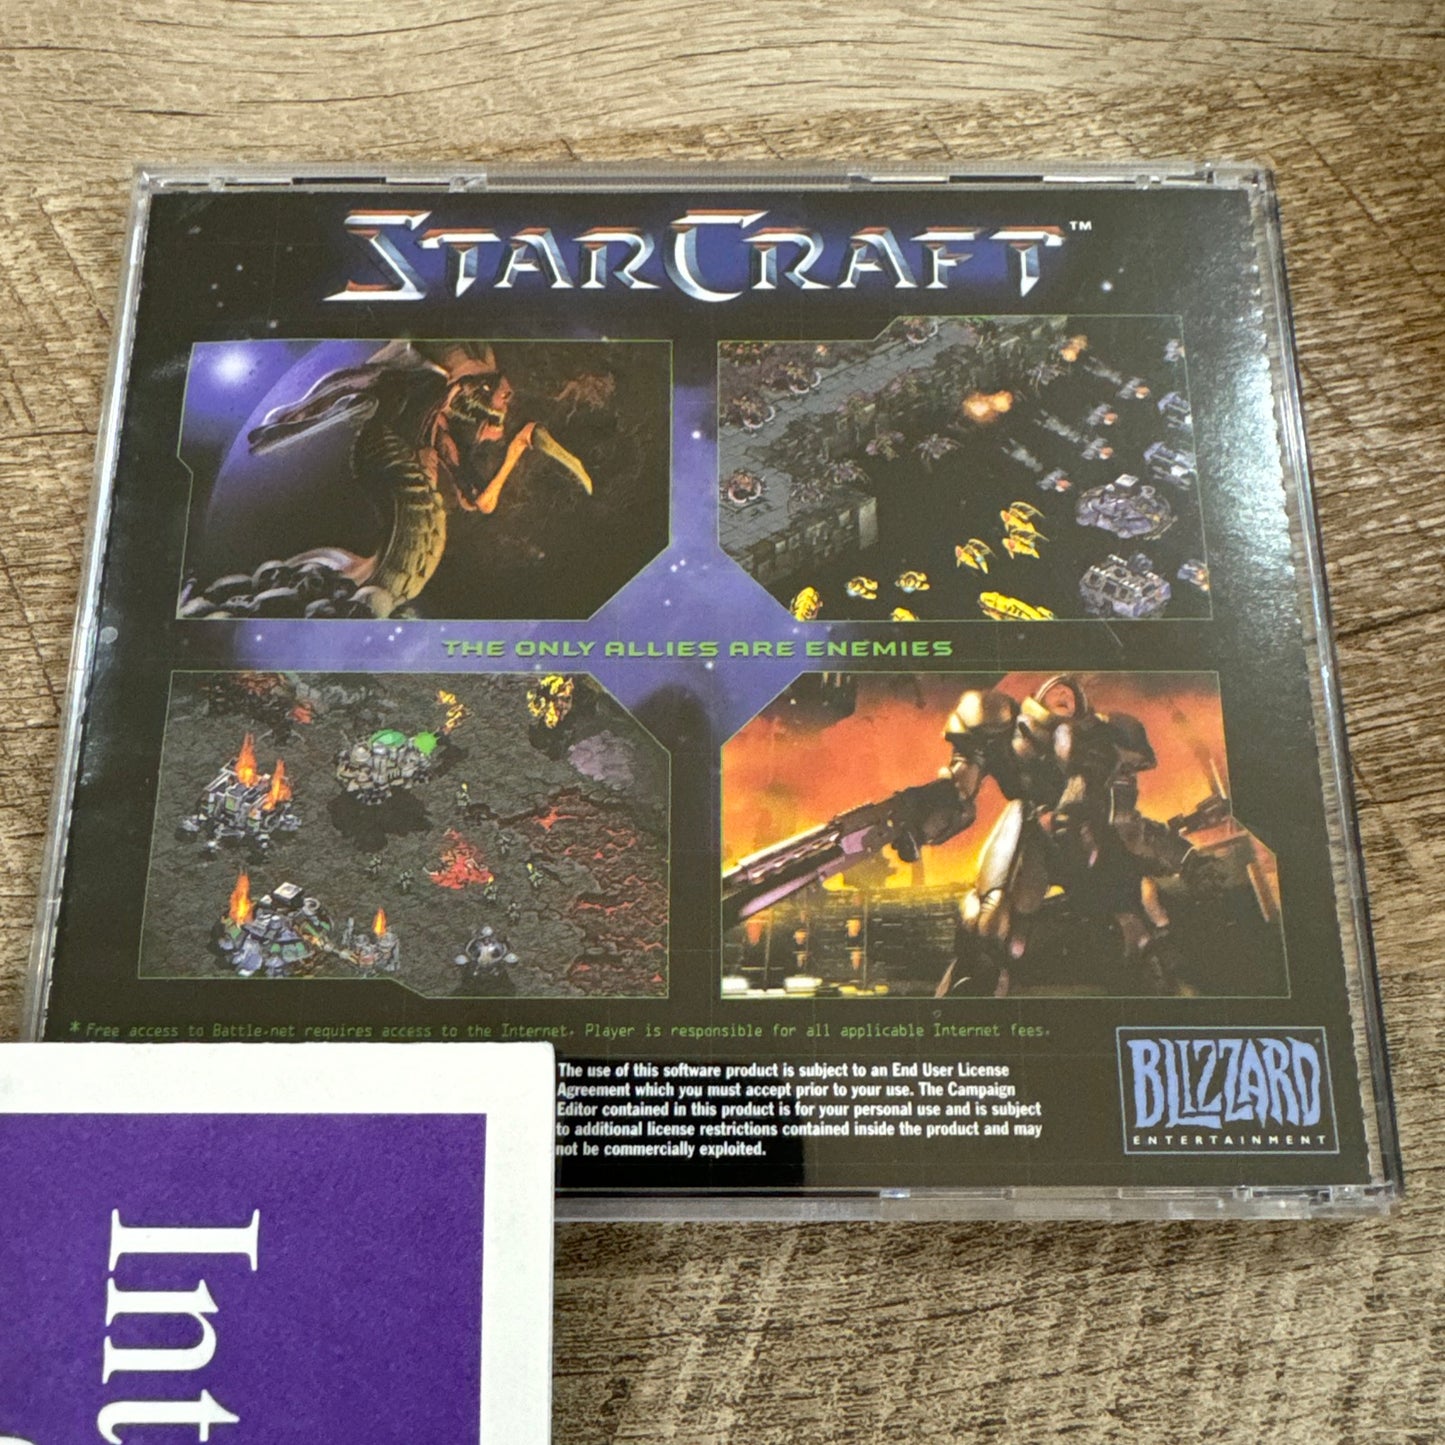 STARCRAFT™
THE ONLY ALLIES ARE ENEMIES
* Free access to Battle.net requires access to the Internet. Player is responsible for all applicable Internet fees.
The use of this software product is subject to an End User License
Agreement which you must accept prior to your use. The Campaign
Editor contained in this product is for your personal use and is subject
to additional license restrictions contained inside the product and may
not be commercially exploited.
BLIZZARD
ENTERTAINMENT
Int